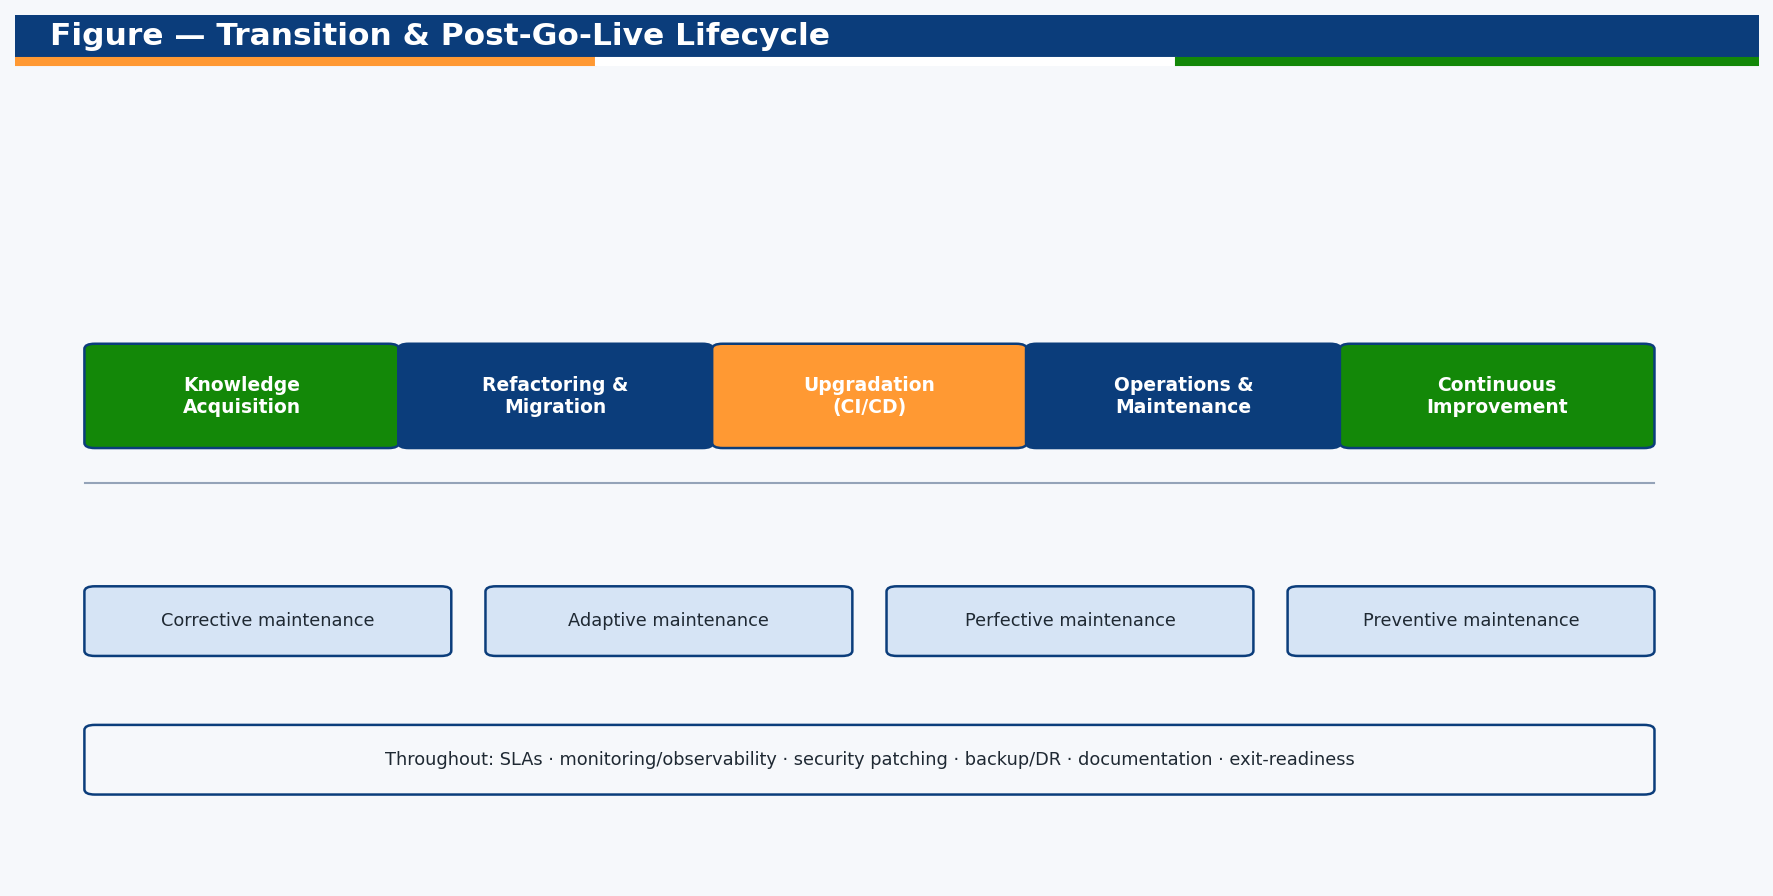 Figure — Transition & Post-Go-Live Lifecycle
Knowledge
Acquisition
Refactoring &
Migration
Upgradation
(CI/CD)
Operations &
Maintenance
Continuous
Improvement
Corrective maintenance
Adaptive maintenance
Perfective maintenance
Preventive maintenance
Throughout: SLAs · monitoring/observability · security patching · backup/DR · documentation · exit-readiness